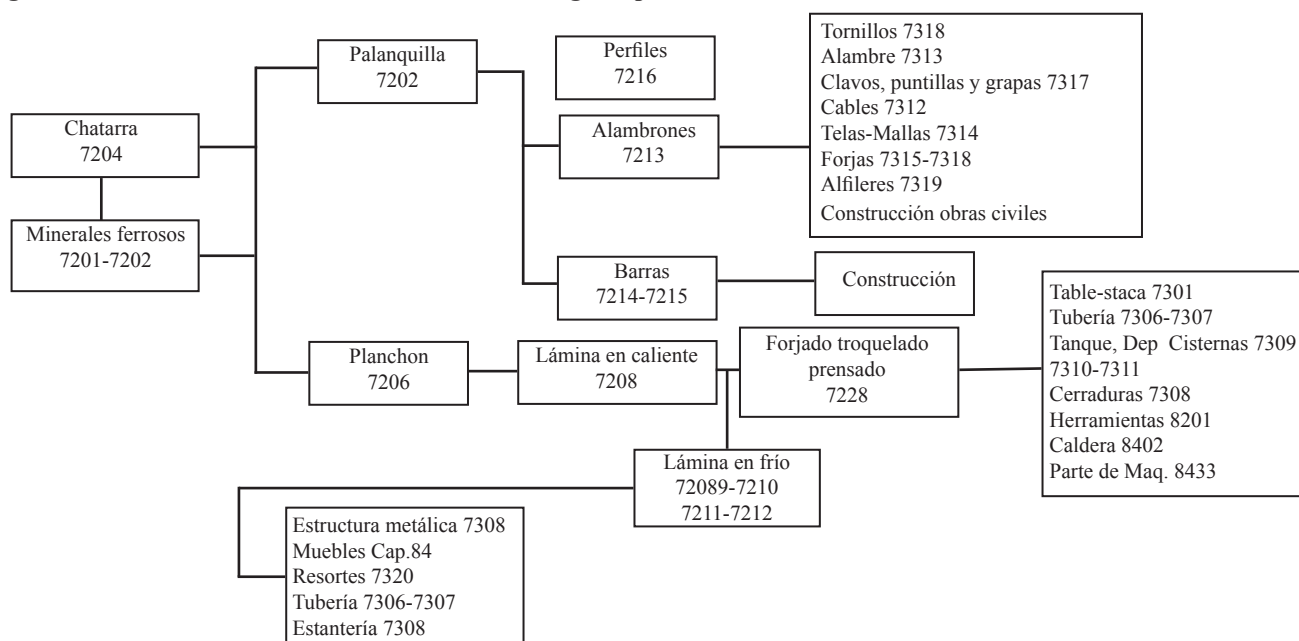 Palanquilla
7202
Perfiles
7216
Tornillos 7318
Alambre 7313
Clavos, puntillas y grapas 7317
Cables 7312
Telas-Mallas 7314
Forjas 7315-7318
Alfileres 7319
Construcción obras civiles
Chatarra
7204
Alambrones
7213
Minerales ferrosos
7201-7202
Barras
7214-7215
Construcción
Table-staca 7301
Tubería 7306-7307
Tanque, Dep Cisternas 7309
7310-7311
Cerraduras 7308
Herramientas 8201
Caldera 8402
Parte de Maq. 8433
Planchon
7206
Lámina en caliente
7208
Forjado troquelado
prensado
7228
Lámina en frío
72089-7210
7211-7212
Estructura metálica 7308
Muebles Cap.84
Resortes 7320
Tubería 7306-7307
Estantería 7308